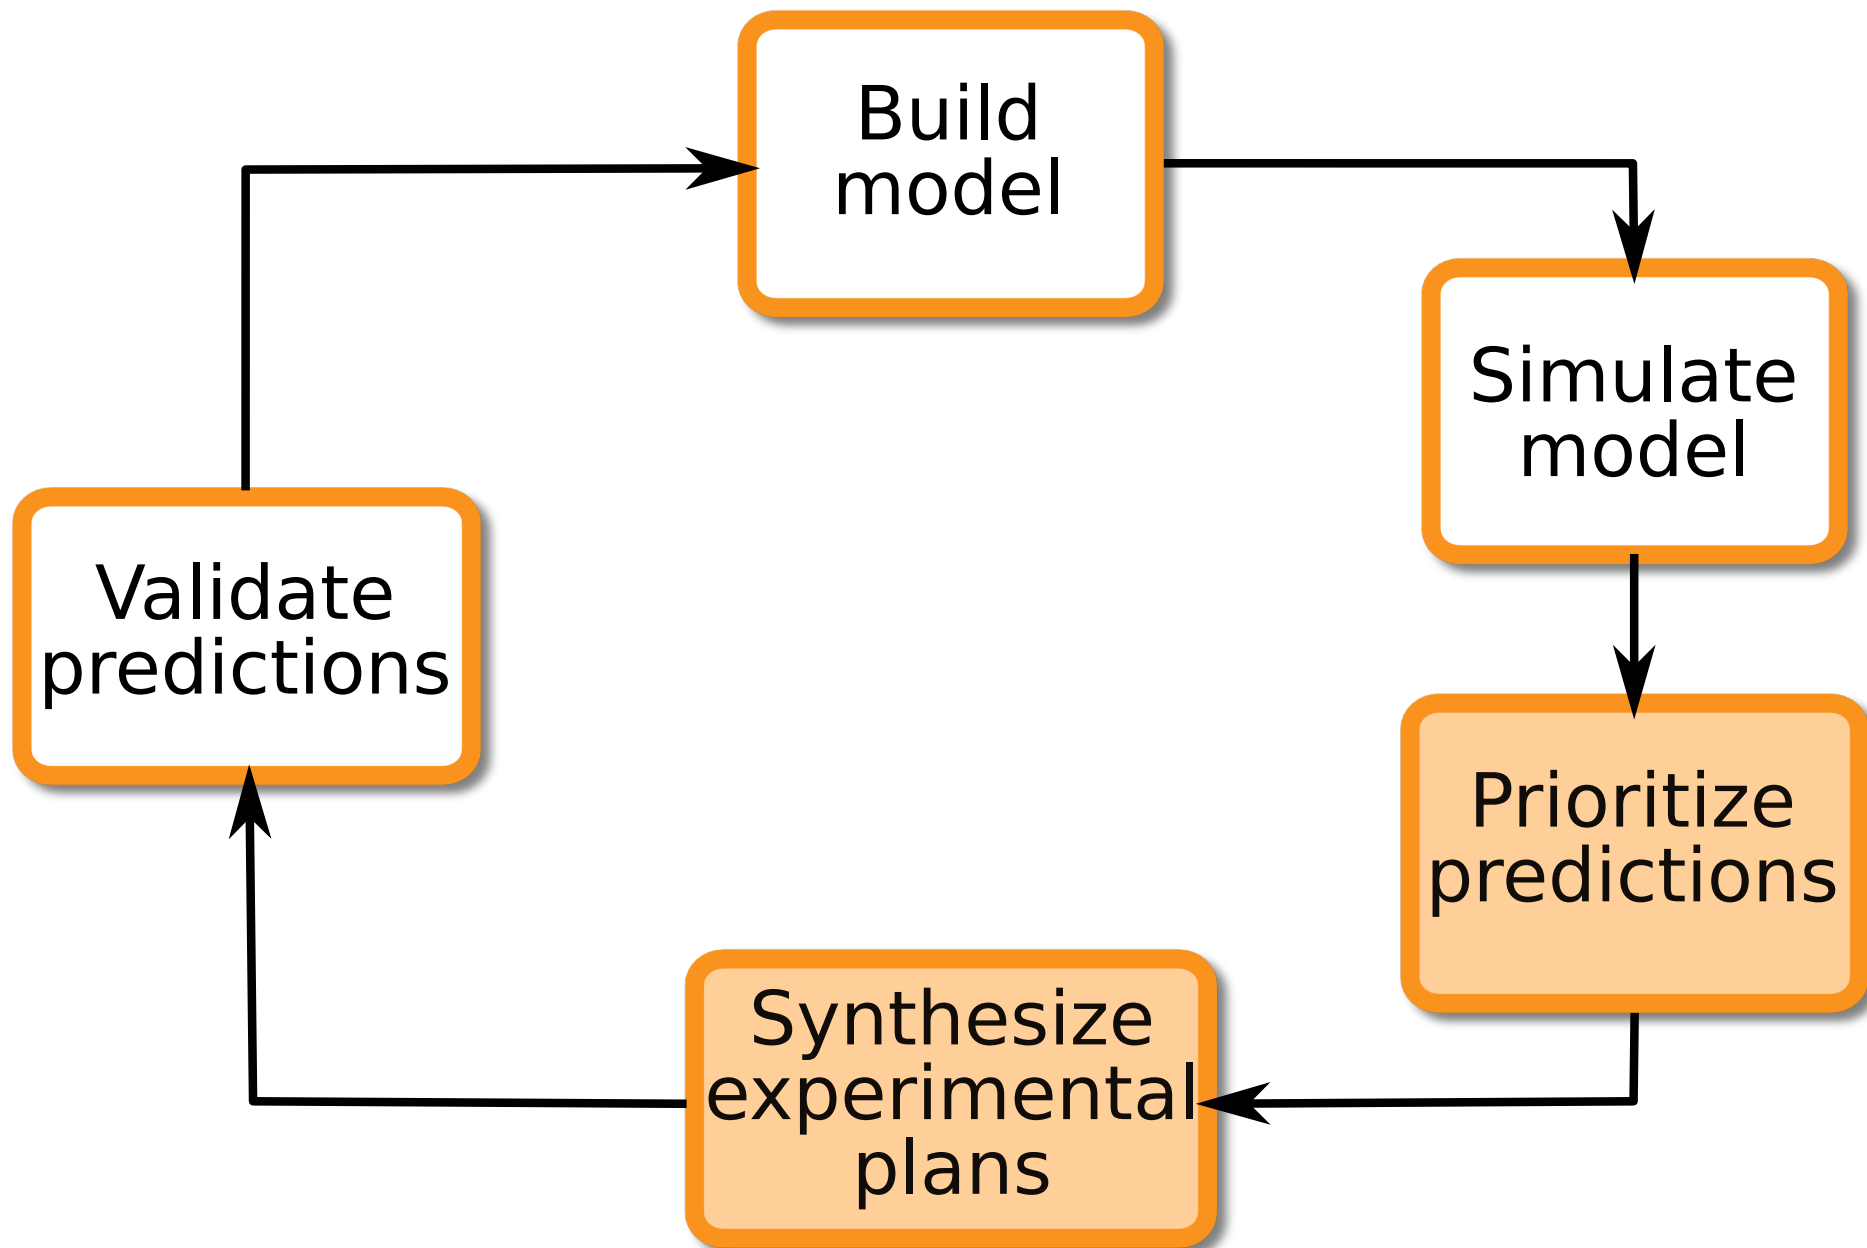 Build
model
Simulate
model
Prioritize
predictions
Synthesize
experimental
plans
Validate
predictions